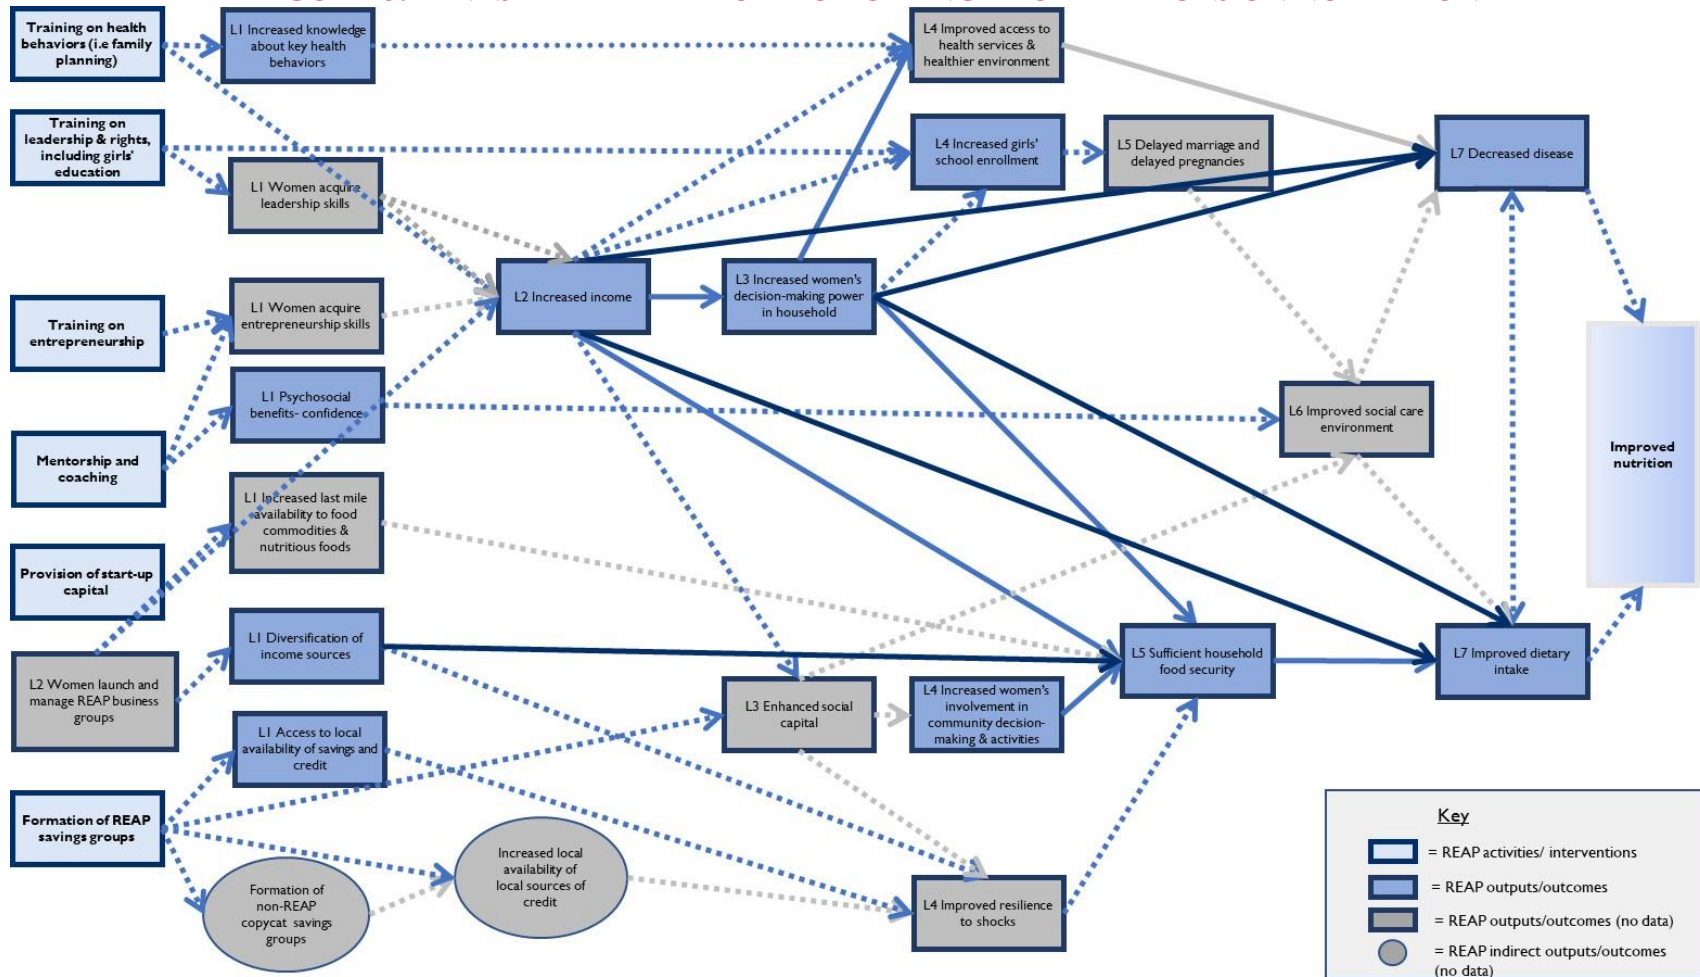 Training on health
behaviors (i.e family
planning)
L1 Increased knowledge
about key health
behaviors
L4 Improved access to
health services &
healthier environment
Training on
leadership & rights,
including girls'
education
L4 Increased girls'
school enrollment
L5 Delayed marriage and
delayed pregnancies
L7 Decreased disease
L1 Women acquire
leadership skills
L2 Increased income
L3 Increased women's
decision-making power
in household
Training on
entrepreneurship
L1 Women acquire
entrepreneurship skills
L1 Psychosocial
benefits- confidence
L6 Improved social care
environment
Improved
nutrition
Mentorship and
coaching
L1 Increased last mile
availability to food
commodities &
nutritious foods
Provision of start-up
capital
L1 Diversification of
income sources
L5 Sufficient household
food security
L7 Improved dietary
intake
L2 Women launch and
manage REAP business
groups
L3 Enhanced social
capital
L4 Increased women's
involvement in
community decision-
making & activities
L1 Access to local
availability of savings and
credit
Formation of REAP
savings groups
Formation of
non-REAP
copycat savings
groups
Increased local
availability of
local sources of
credit
L4 Improved resilience
to shocks
Key
= REAP activities/ interventions
= REAP outputs/outcomes
= REAP outputs/outcomes (no data)
= REAP indirect outputs/outcomes
(no data)